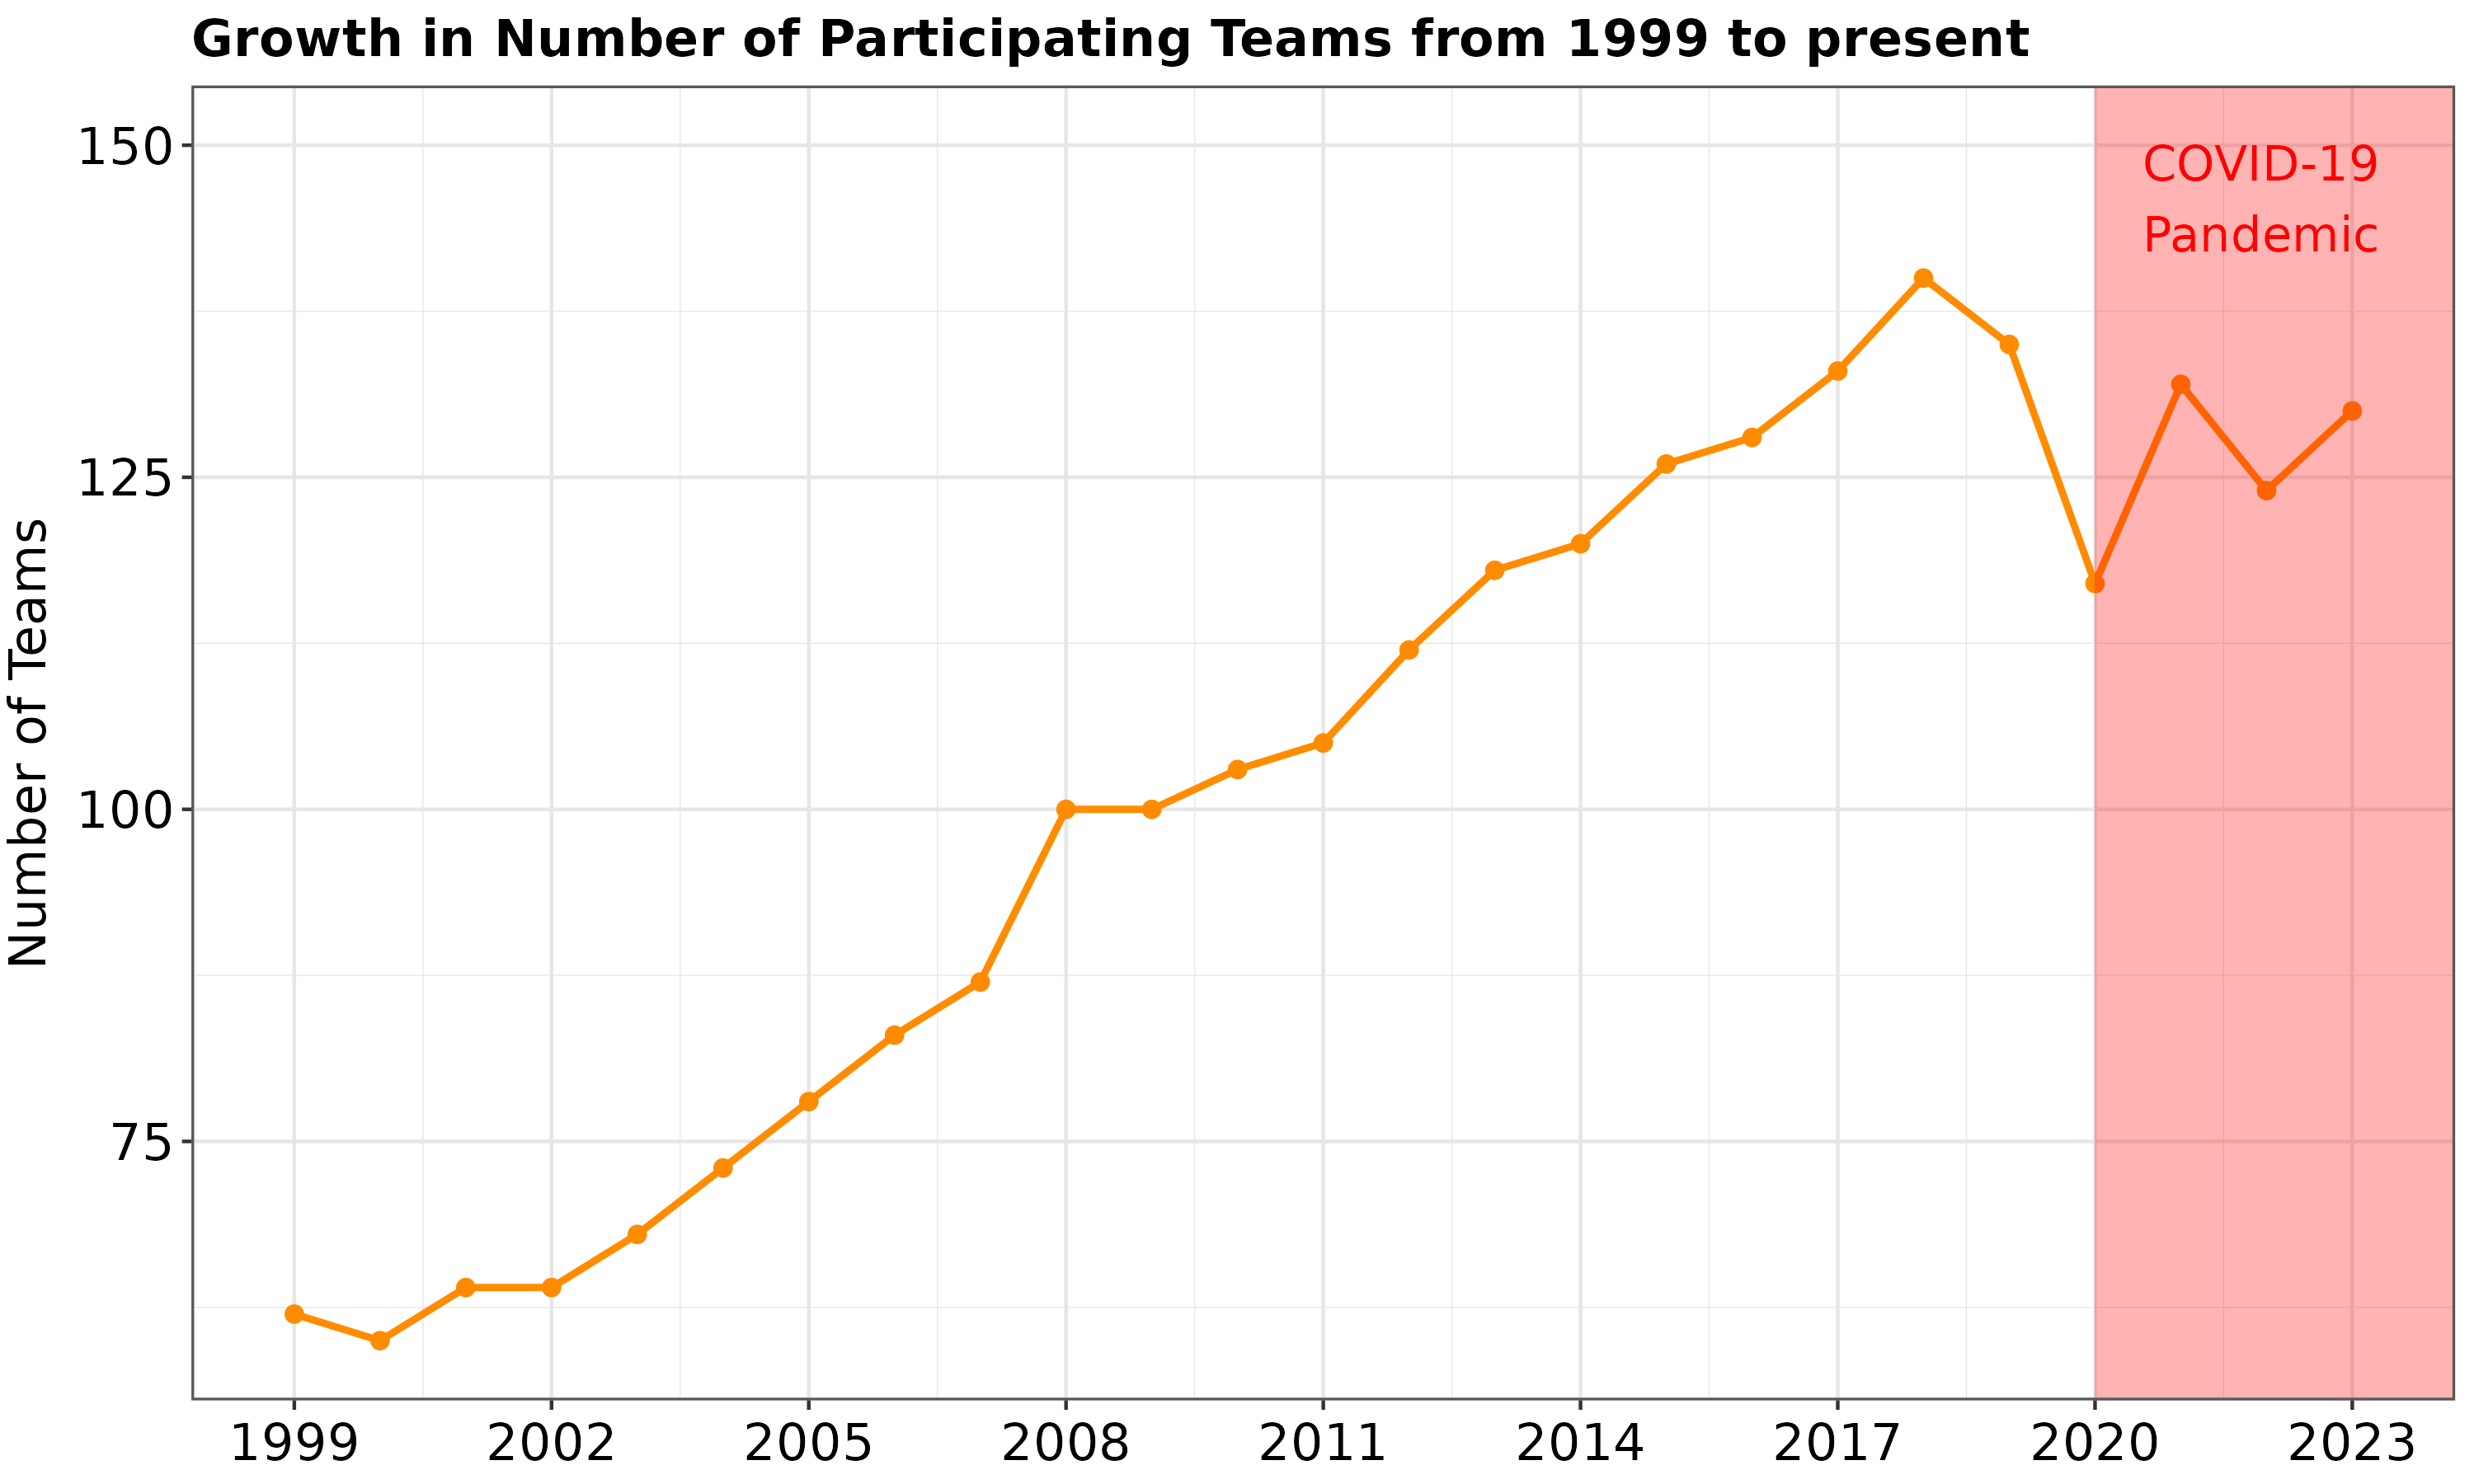 Growth in Number of Participating Teams from 1999 to present
150
COVID-19
Pandemic
125
100
75
Number of Teams
1999 2002 2005 2008 2011 2014 2017 2020 2023